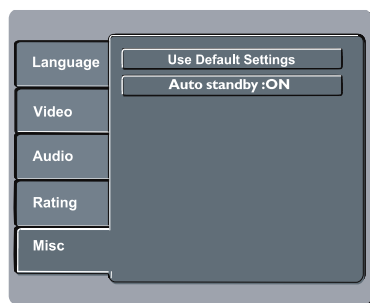 Language
Video
Audio
Rating
Misc
Use Default Settings
Auto standby :ON